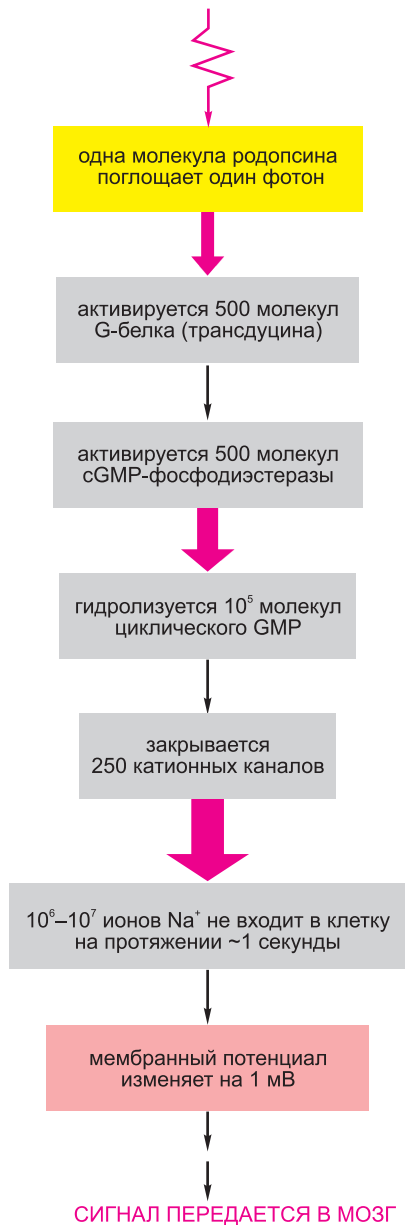 одна молекула родопсина
поглощает один фотон
активируется 500 молекул
G-белка (трансдуцина)
активируется 500 молекул
cGMP-фосфодиэстеразы
гидролизуется 10⁵ молекул
циклического GMP
закрывается
250 катионных каналов
10⁶–10⁷ ионов Na⁺ не входит в клетку
на протяжении ~1 секунды
мембранный потенциал
изменяет на 1 мВ
СИГНАЛ ПЕРЕДАЕТСЯ В МОЗГ